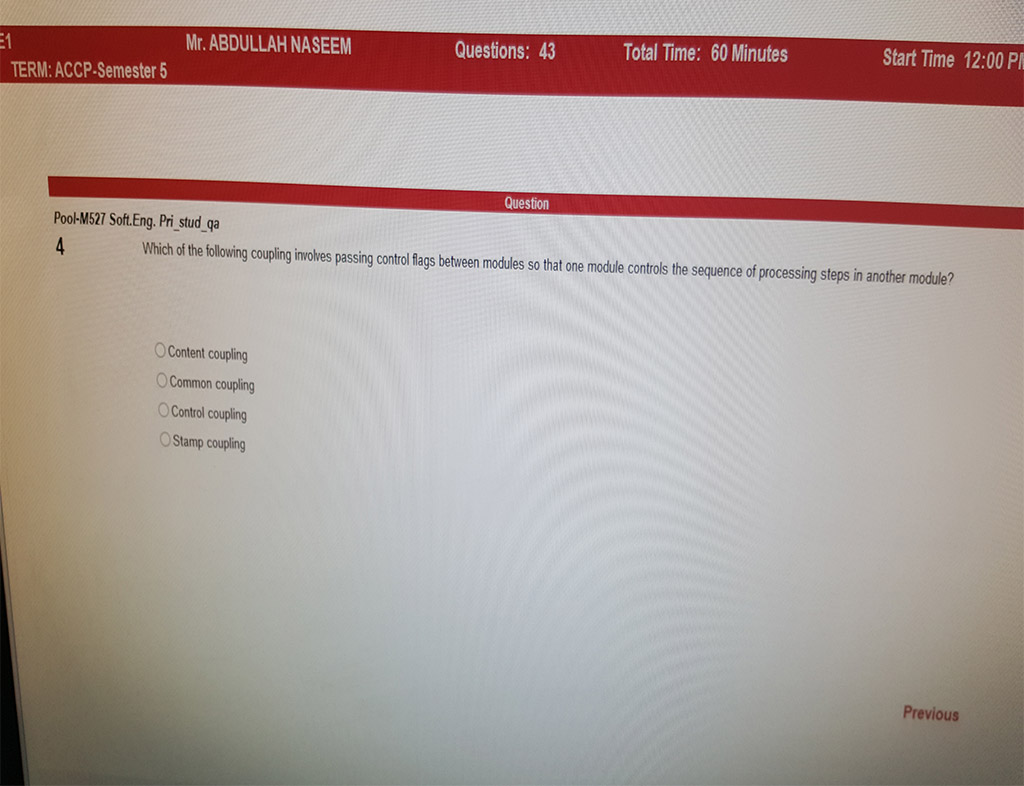 E1
Mr. ABDULLAH NASEEM
Questions: 43
Total Time: 60 Minutes
Start Time 12:00 PM
TERM: ACCP-Semester 5
Question
Pool-M527 Soft.Eng. Pri_stud_qa
4
Which of the following coupling involves passing control flags between modules so that one module controls the sequence of processing steps in another module?
Content coupling
Common coupling
Control coupling
Stamp coupling
Previous